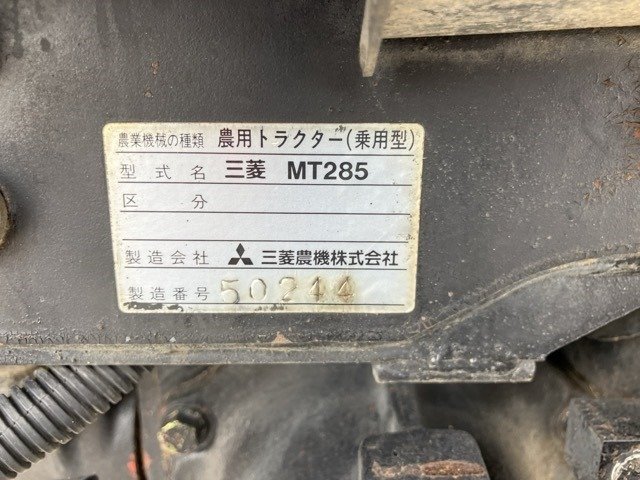 農業機械の種類 農用トラクター(乗用型)
型式名 三菱 MT285
区分
製造会社 三菱農機株式会社
製造番号 50244